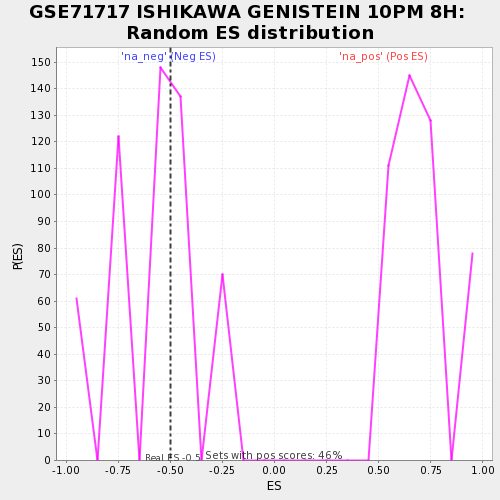 GSE71717 ISHIKAWA GENISTEIN 10PM 8H:
Random ES distribution
'na_neg' (Neg ES)
'na_pos' (Pos ES)
150
140
130
120
110
100
90
80
70
60
50
40
30
20
10
0
P(ES)
Real ES -0.5
Sets with pos scores: 46%
-1.00 -0.75 -0.50 -0.25 0.00 0.25 0.50 0.75 1.00
ES